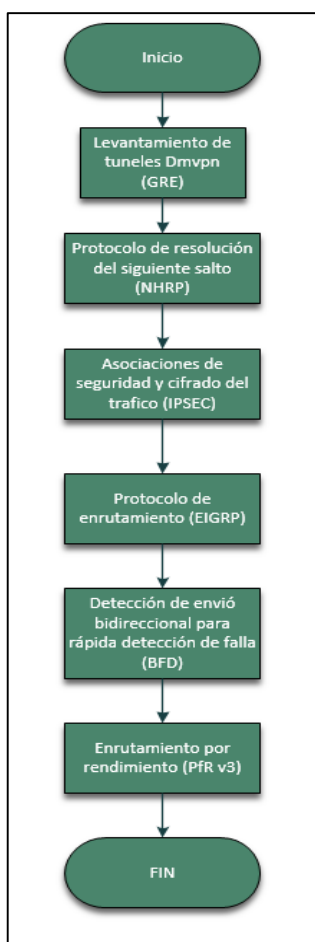 Inicio
Levantamiento de
tuneles Dmvpn
(GRE)
Protocolo de resolución
del siguiente salto
(NHRP)
Asociaciones de
seguridad y cifrado del
trafico (IPSEC)
Protocolo de
enrutamiento (EIGRP)
Detección de envió
bidireccional para
rápida detección de falla
(BFD)
Enrutamiento por
rendimiento (PfR v3)
FIN